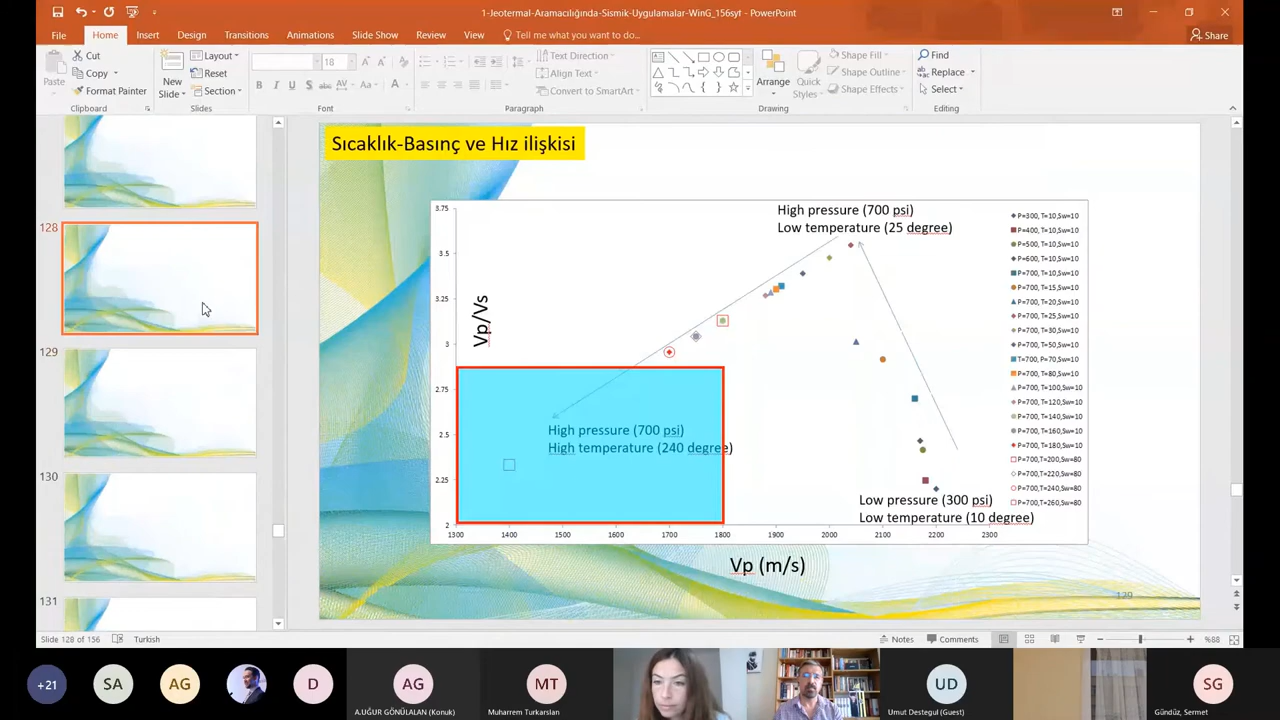 1-Jeotermal-Aramacılığında-Sismik-Uygulamalar-WinG_156syf - PowerPoint
File
Home
Insert
Design
Transitions
Animations
Slide Show
Review
View
Tell me what you want to do...
Share
Paste
Cut
Copy
Format Painter
Clipboard
New
Slide
Layout
Reset
Section
Slides
18
B I U S abc AV Aa A
Font
Text Direction
Align Text
Convert to SmartArt
Paragraph
Arrange
Quick
Styles
Shape Fill
Shape Outline
Shape Effects
Drawing
Find
Replace
Select
Editing
128
129
130
131
Sıcaklık-Basınç ve Hız ilişkisi
High pressure (700 psi)
Low temperature (25 degree)
3.75
3.5
3.25
3
2.75
2.5
2.25
2
Vp/Vs
High pressure (700 psi)
High temperature (240 degree)
Low pressure (300 psi)
Low temperature (10 degree)
1300 1400 1500 1600 1700 1800 1900 2000 2100 2200 2300
Vp (m/s)
P=300, T=10,Sw=10
P=400, T=10,Sw=10
P=500, T=10,Sw=10
P=600, T=10,Sw=10
P=700, T=10,Sw=10
P=700, T=15,Sw=10
P=700, T=20,Sw=10
P=700, T=25,Sw=10
P=700, T=30,Sw=10
P=700, T=50,Sw=10
T=700, P=70,Sw=10
P=700, T=80,Sw=10
P=700, T=100,Sw=10
P=700, T=120,Sw=10
P=700, T=140,Sw=10
P=700, T=160,Sw=10
P=700, T=180,Sw=10
P=700,T=200,Sw=80
P=700,T=220,Sw=80
P=700,T=240,Sw=80
P=700,T=260,Sw=80
129
Slide 128 of 156
Turkish
Notes
Comments
%88
+21
SA
AG
D
AG
A.UĞUR GÖNÜLALAN (Konuk)
MT
Muharrem Turkarslan
UD
Umut Destegul (Guest)
SG
Gündüz, Sermet